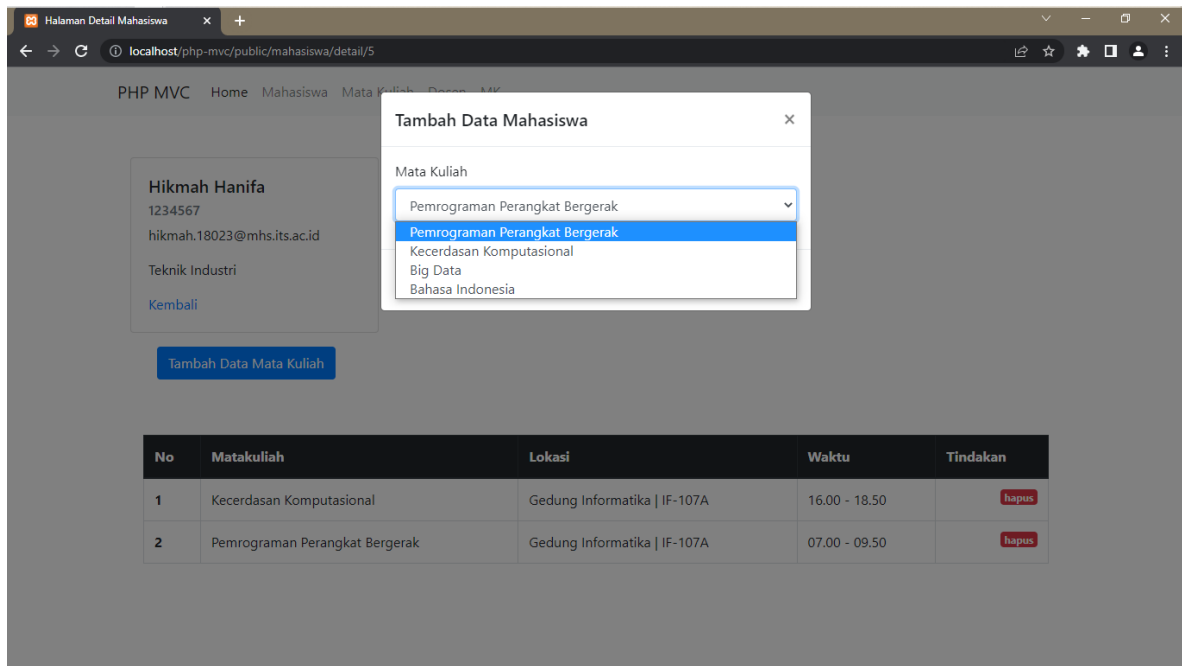 Halaman Detail Mahasiswa
localhost/php-mvc/public/mahasiswa/detail/5
PHP MVC Home Mahasiswa Mata Kuliah Dosen MK
Tambah Data Mahasiswa
Mata Kuliah
Pemrograman Perangkat Bergerak
Pemrograman Perangkat Bergerak
Kecerdasan Komputasional
Big Data
Bahasa Indonesia
Hikmah Hanifa
1234567
hikmah.18023@mhs.its.ac.id
Teknik Industri
Kembali
Tambah Data Mata Kuliah
No Matakuliah Lokasi Waktu Tindakan
1 Kecerdasan Komputasional Gedung Informatika | IF-107A 16.00 - 18.50 hapus
2 Pemrograman Perangkat Bergerak Gedung Informatika | IF-107A 07.00 - 09.50 hapus